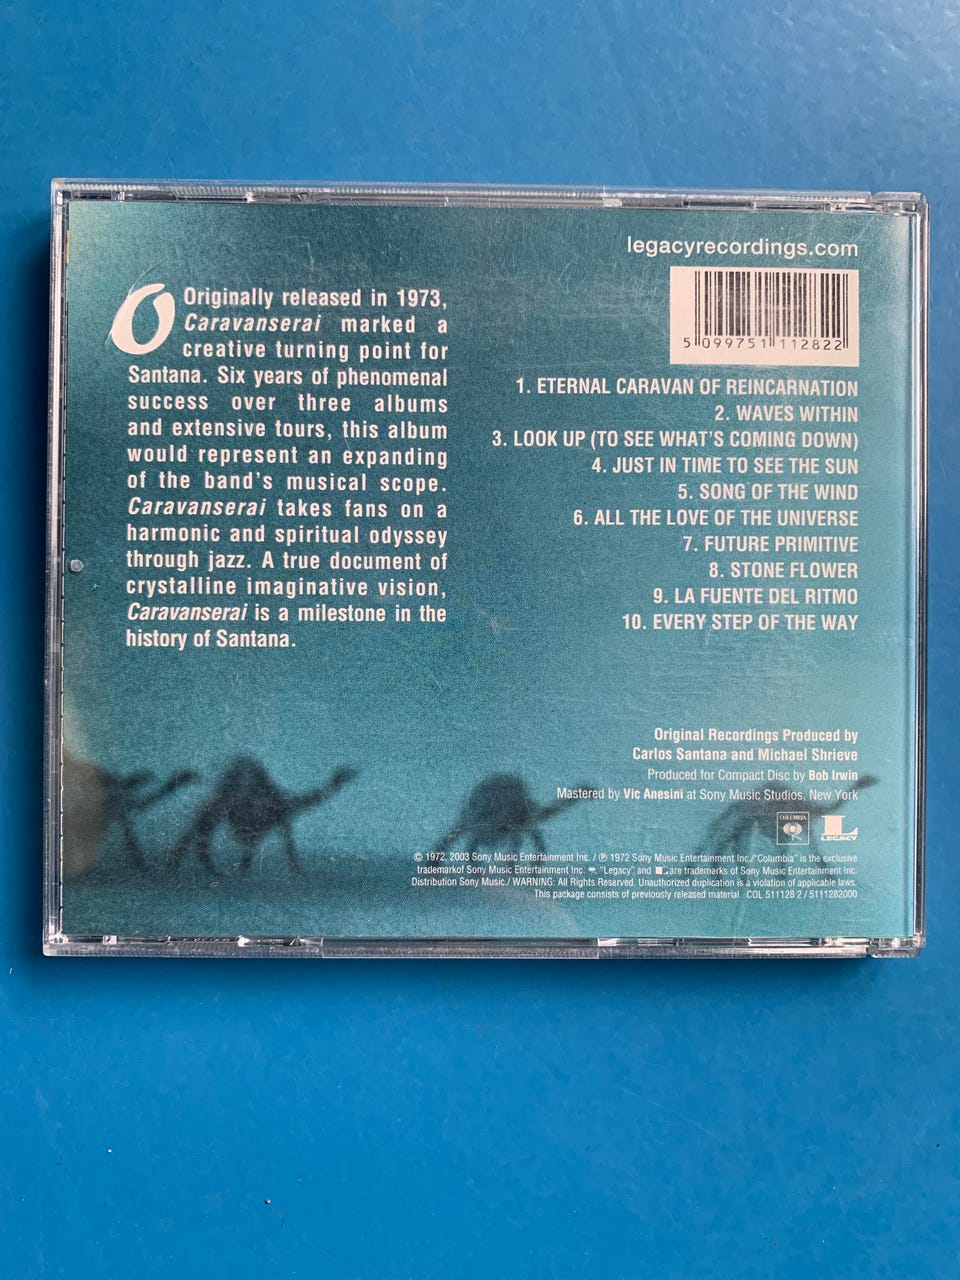 legacyrecordings.com
5 099751 112822
O
Originally released in 1973,
Caravanserai marked a
creative turning point for
Santana. Six years of phenomenal
success over three albums
and extensive tours, this album
would represent an expanding
of the band's musical scope.
Caravanserai takes fans on a
harmonic and spiritual odyssey
through jazz. A true document of
crystalline imaginative vision,
Caravanserai is a milestone in the
history of Santana.
1. ETERNAL CARAVAN OF REINCARNATION
2. WAVES WITHIN
3. LOOK UP (TO SEE WHAT'S COMING DOWN)
4. JUST IN TIME TO SEE THE SUN
5. SONG OF THE WIND
6. ALL THE LOVE OF THE UNIVERSE
7. FUTURE PRIMITIVE
8. STONE FLOWER
9. LA FUENTE DEL RITMO
10. EVERY STEP OF THE WAY
Original Recordings Produced by
Carlos Santana and Michael Shrieve
Produced for Compact Disc by Bob Irwin
Mastered by Vic Anesini at Sony Music Studios, New York
COLUMBIA
L
LEGACY
© 1972, 2003 Sony Music Entertainment Inc. / ℗ 1972 Sony Music Entertainment Inc./"Columbia" is the exclusive
trademarkof Sony Music Entertainment Inc. "Legacy" and L are trademarks of Sony Music Entertainment Inc.
Distribution Sony Music / WARNING: All Rights Reserved. Unauthorized duplication is a violation of applicable laws.
This package consists of previously released material. COL 511128 2 / 5111282000